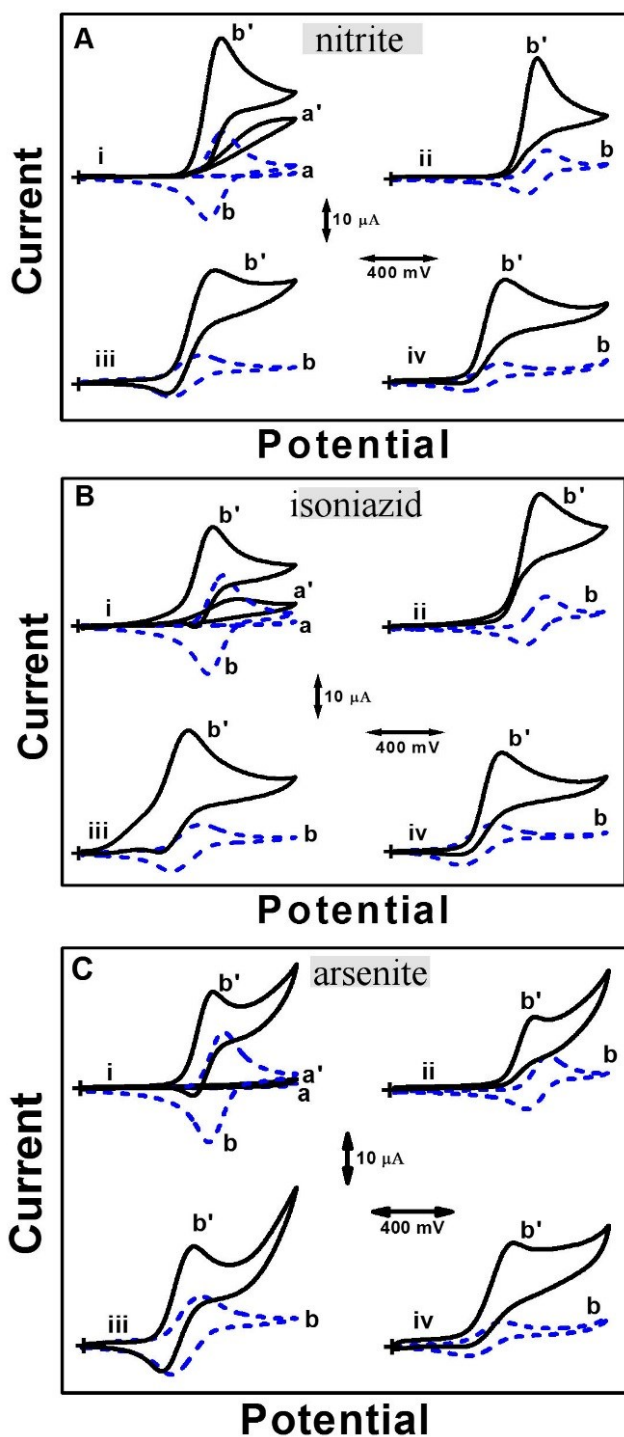 A
nitrite
b'
b'
a'
i
a
ii
b
b
10 μA
400 mV
b'
b'
iii
b
iv
b
Current
Potential
B
isoniazid
b'
b'
a'
i
a
ii
b
b
10 μA
400 mV
b'
b'
iii
b
iv
b
Current
Potential
C
arsenite
b'
b'
i
a'
a
ii
b
b
10 μA
400 mV
b'
b'
iii
b
iv
b
Current
Potential